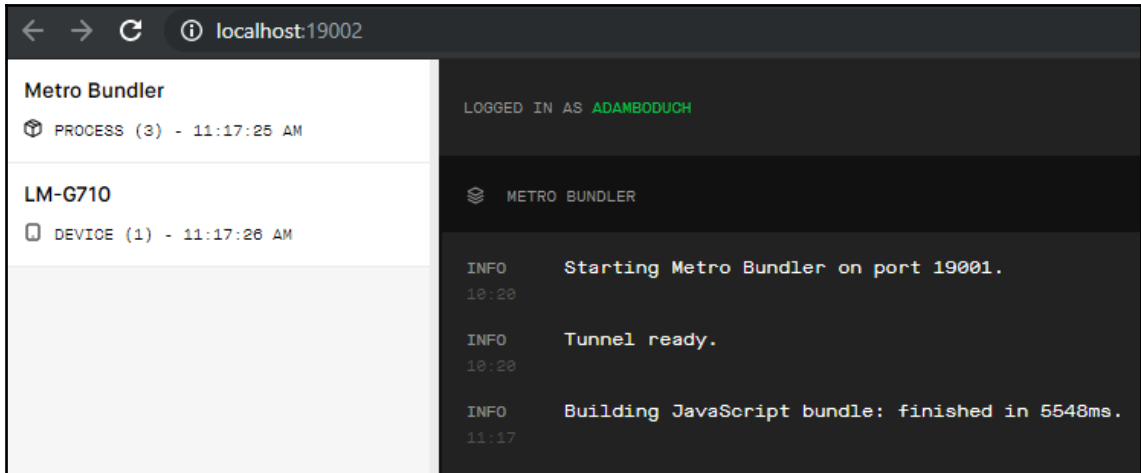 localhost:19002
Metro Bundler
PROCESS (3) - 11:17:25 AM
LM-G710
DEVICE (1) - 11:17:26 AM
LOGGED IN AS ADAMBODUCH
METRO BUNDLER
INFO Starting Metro Bundler on port 19001.
10:20
INFO Tunnel ready.
10:20
INFO Building JavaScript bundle: finished in 5548ms.
11:17